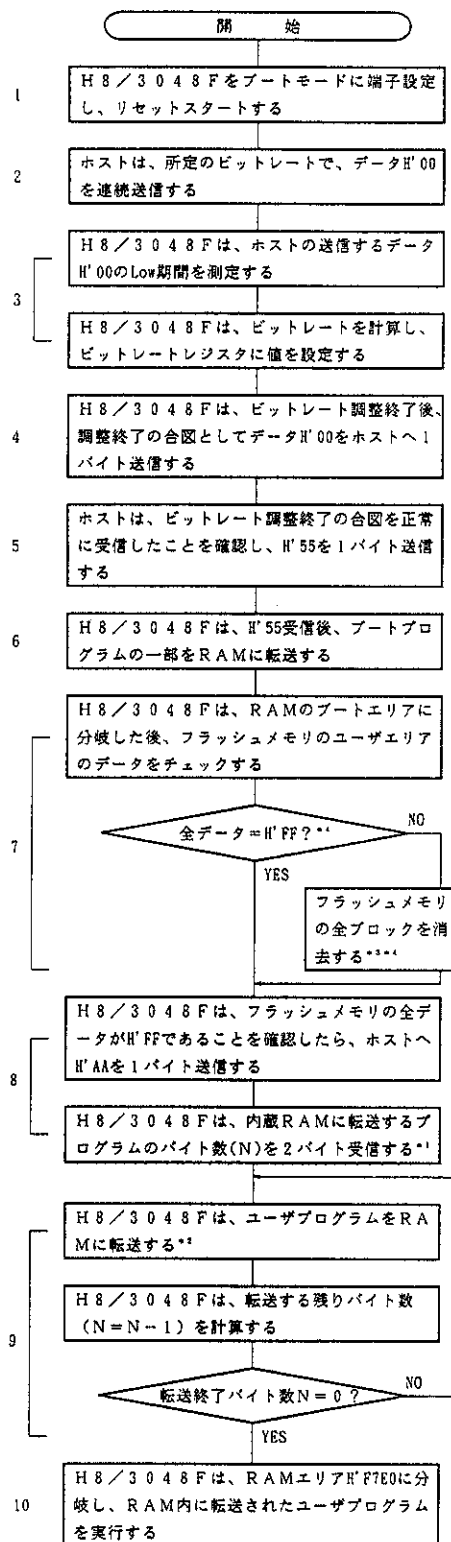 開 始
1
H8／3048Fをブートモードに端子設定
し、リセットスタートする
2
ホストは、所定のビットレートで、データH'00
を連続送信する
3
H8／3048Fは、ホストの送信するデータ
H'00のLow期間を測定する
H8／3048Fは、ビットレートを計算し、
ビットレートレジスタに値を設定する
4
H8／3048Fは、ビットレート調整終了後、
調整終了の合図としてデータH'00をホストへ1
バイト送信する
5
ホストは、ビットレート調整終了の合図を正常
に受信したことを確認し、H'55を1バイト送信
する
6
H8／3048Fは、H'55受信後、ブートプロ
グラムの一部をRAMに転送する
7
H8／3048Fは、RAMのブートエリアに
分岐した後、フラッシュメモリのユーザエリア
のデータをチェックする
全データ＝H'FF？*4
NO
YES
フラッシュメモリ
の全ブロックを消
去する*3*4
8
H8／3048Fは、フラッシュメモリの全デ
ータがH'FFであることを確認したら、ホストへ
H'AAを1バイト送信する
H8／3048Fは、内蔵RAMに転送するプ
ログラムのバイト数(N)を2バイト受信する*1
9
H8／3048Fは、ユーザプログラムをRA
Mに転送する*2
H8／3048Fは、転送する残りバイト数
（N＝N－1）を計算する
転送終了バイト数N＝0？
NO
YES
10
H8／3048Fは、RAMエリアH'F7E0に分
岐し、RAM内に転送されたユーザプログラム
を実行する